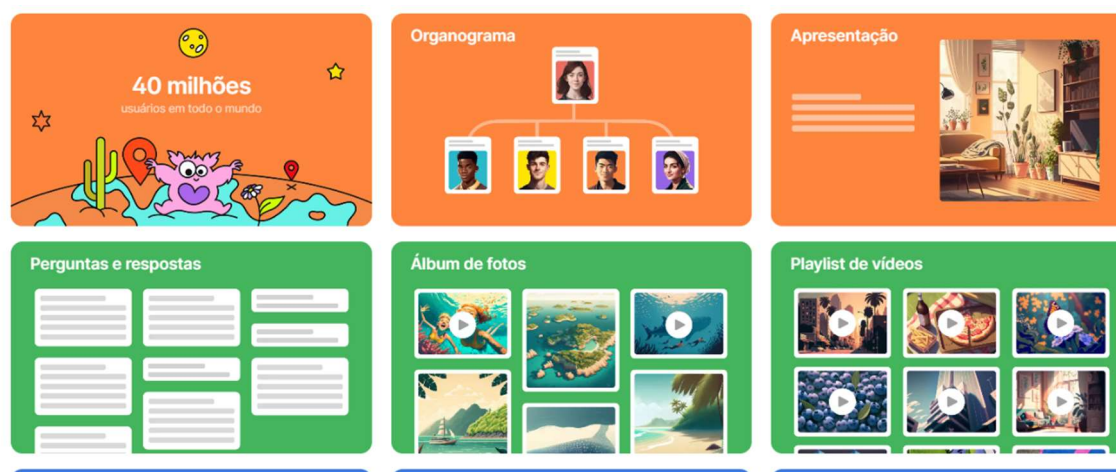 40 milhões
usuários em todo o mundo
Organograma
Apresentação
Perguntas e respostas
Álbum de fotos
Playlist de vídeos